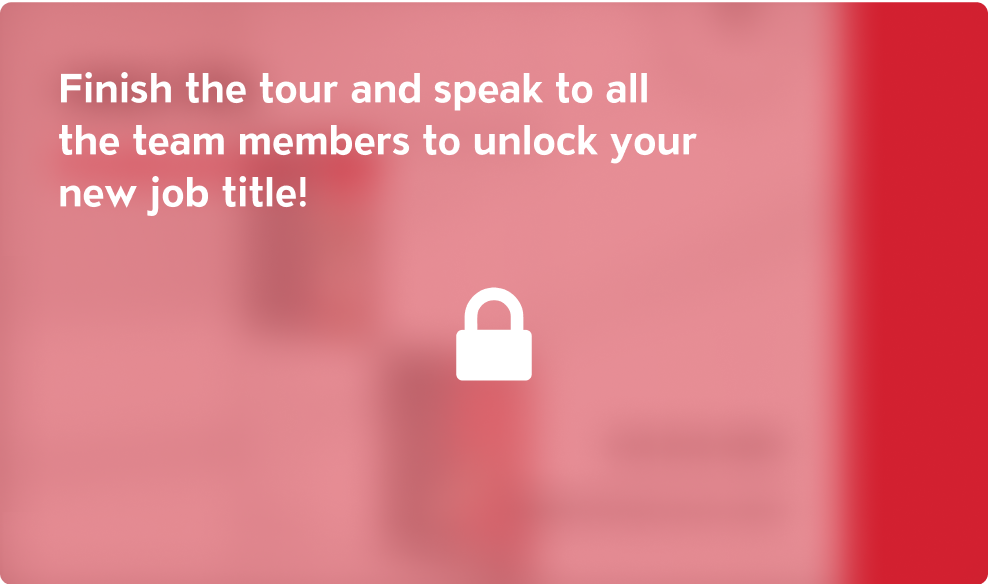 Finish the tour and speak to all
the team members to unlock your
new job title!